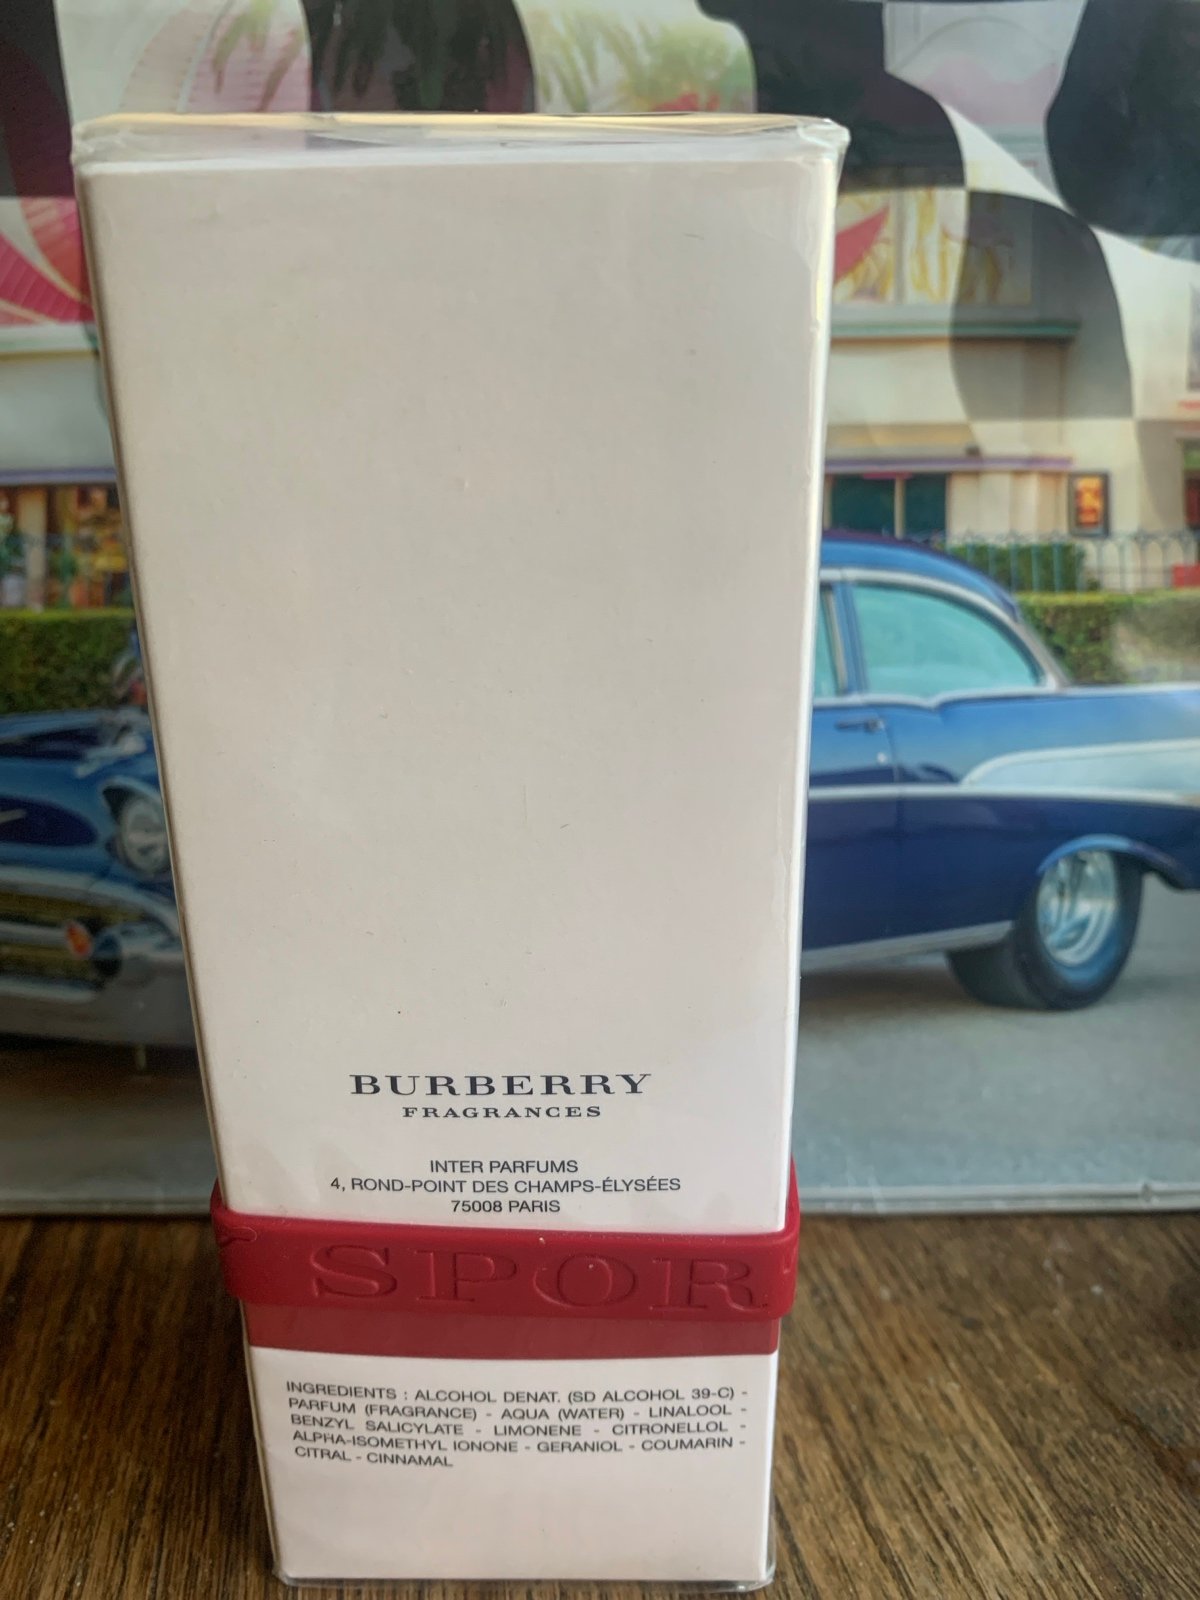 BURBERRY
FRAGRANCES
INTER PARFUMS
4, ROND-POINT DES CHAMPS-ÉLYSÉES
75008 PARIS
Y SPORT
INGREDIENTS : ALCOHOL DENAT. (SD ALCOHOL 39-C) -
PARFUM (FRAGRANCE) - AQUA (WATER) - LINALOOL -
BENZYL SALICYLATE - LIMONENE - CITRONELLOL -
ALPHA-ISOMETHYL IONONE - GERANIOL - COUMARIN -
CITRAL - CINNAMAL